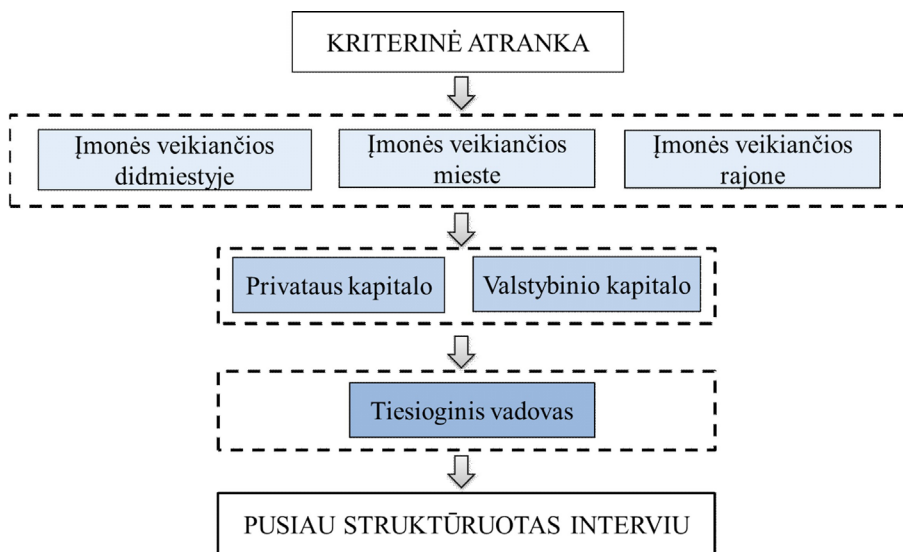 KRITERINĖ ATRANKA
Įmonės veikiančios
didmiestyje
Įmonės veikiančios
mieste
Įmonės veikiančios
rajone
Privataus kapitalo
Valstybinio kapitalo
Tiesioginis vadovas
PUSIAU STRUKTŪRUOTAS INTERVIU